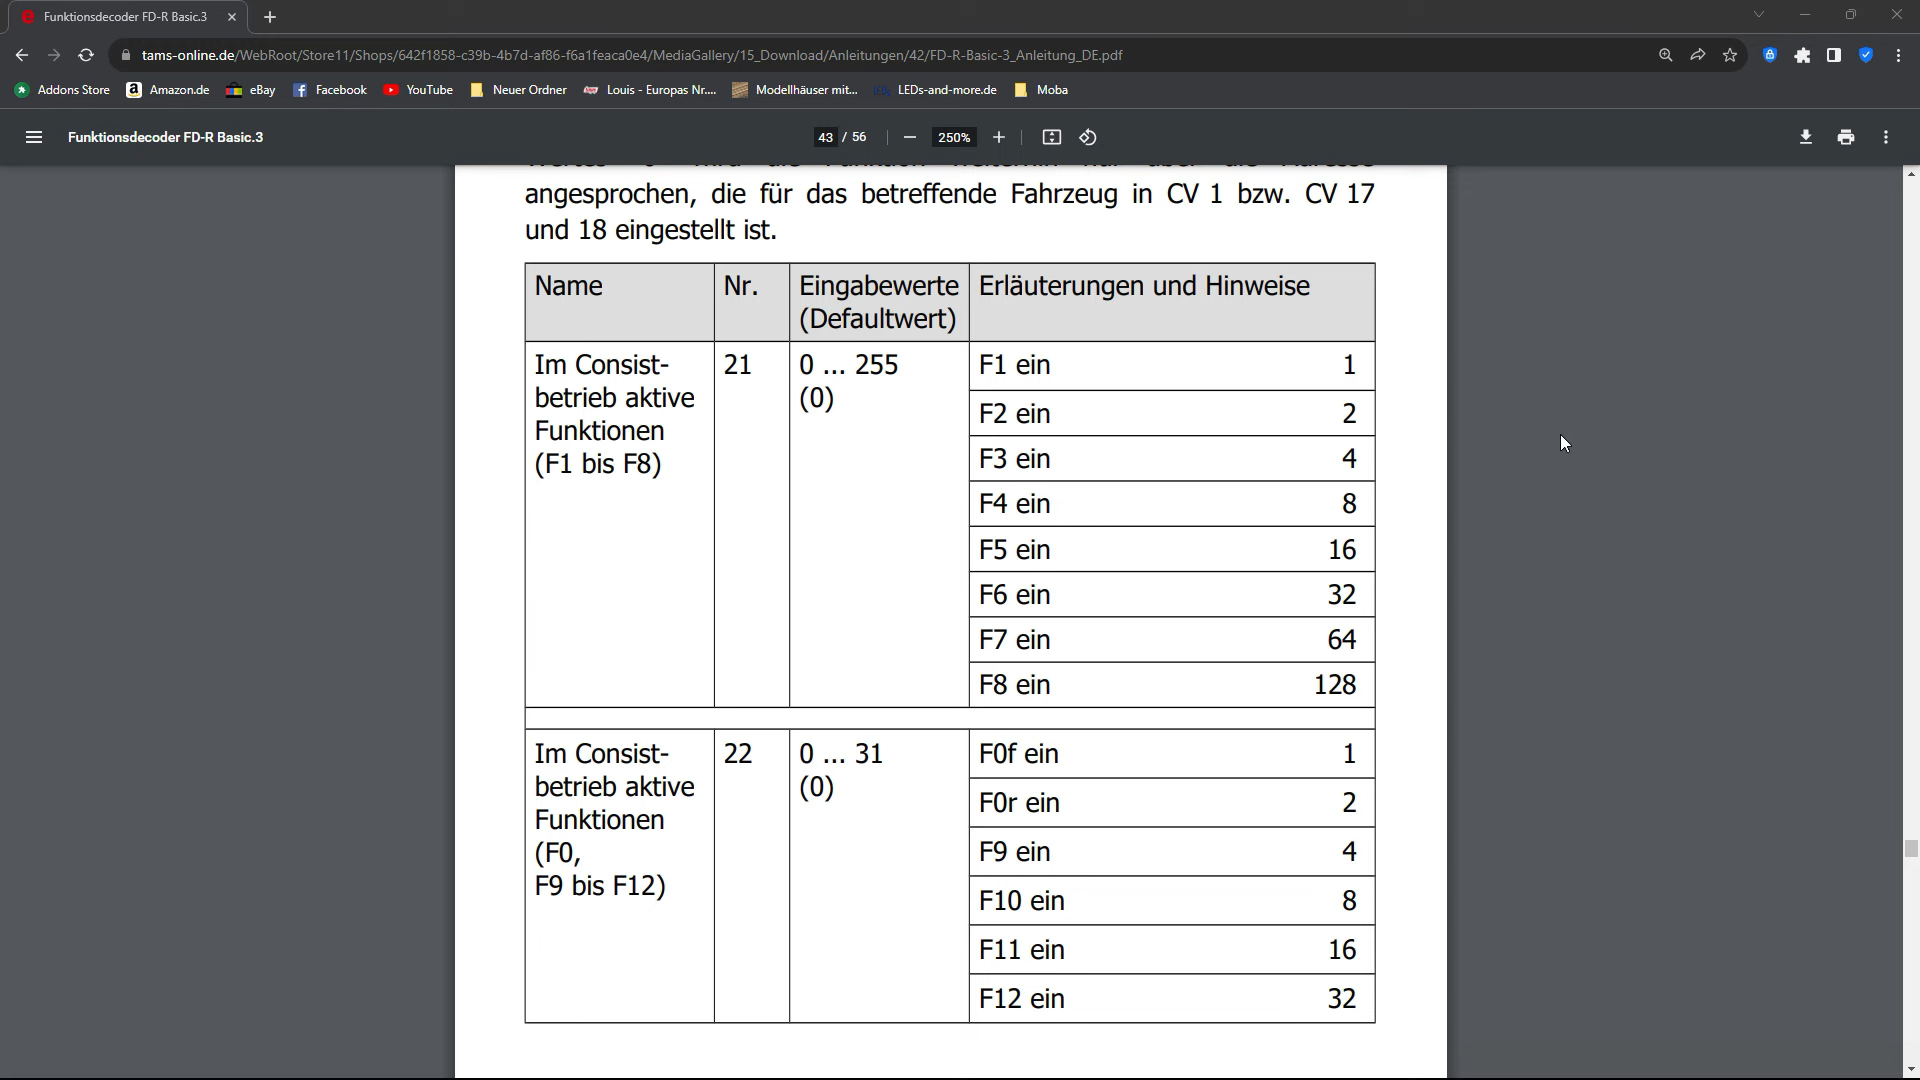 Funktionsdecoder FD-R Basic.3
tams-online.de/WebRoot/Store11/Shops/642f1858-c39b-4b7d-af86-f6a1feaca0e4/MediaGallery/15_Download/Anleitungen/42/FD-R-Basic-3_Anleitung_DE.pdf
Addons Store Amazon.de eBay Facebook YouTube Neuer Ordner Louis - Europas Nr.... Modellhäuser mit... LEDs-and-more.de Moba
Funktionsdecoder FD-R Basic.3 43 / 56 250%
angesprochen, die für das betreffende Fahrzeug in CV 1 bzw. CV 17
und 18 eingestellt ist.
Name Nr. Eingabewerte Erläuterungen und Hinweise
(Defaultwert)
Im Consist- 21 0 ... 255 F1 ein 1
betrieb aktive (0)
F2 ein 2
Funktionen
(F1 bis F8) F3 ein 4
F4 ein 8
F5 ein 16
F6 ein 32
F7 ein 64
F8 ein 128
Im Consist- 22 0 ... 31 F0f ein 1
betrieb aktive (0)
F0r ein 2
Funktionen
(F0, F9 ein 4
F9 bis F12)
F10 ein 8
F11 ein 16
F12 ein 32